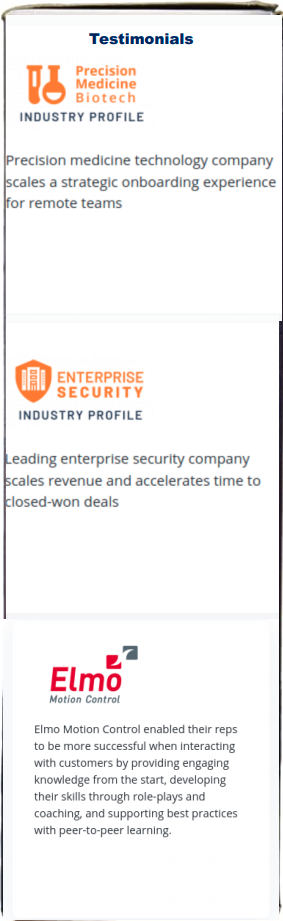 Testimonials
Precision
Medicine
Biotech
INDUSTRY PROFILE
Precision medicine technology company
scales a strategic onboarding experience
for remote teams
ENTERPRISE
SECURITY
INDUSTRY PROFILE
Leading enterprise security company
scales revenue and accelerates time to
closed-won deals
Elmo
Motion Control
Elmo Motion Control enabled their reps
to be more successful when interacting
with customers by providing engaging
knowledge from the start, developing
their skills through role-plays and
coaching, and supporting best practices
with peer-to-peer learning.